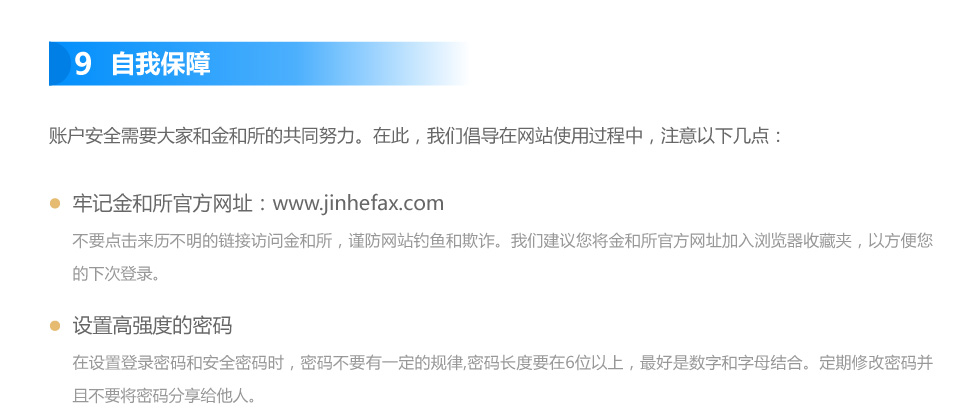 9 自我保障
账户安全需要大家和金和所的共同努力。在此，我们倡导在网站使用过程中，注意以下几点：
牢记金和所官方网址：www.jinhefax.com
不要点击来历不明的链接访问金和所，谨防网站钓鱼和欺诈。我们建议您将金和所官方网址加入浏览器收藏夹，以方便您
的下次登录。
设置高强度的密码
在设置登录密码和安全密码时，密码不要有一定的规律,密码长度要在6位以上，最好是数字和字母结合。定期修改密码并
且不要将密码分享给他人。